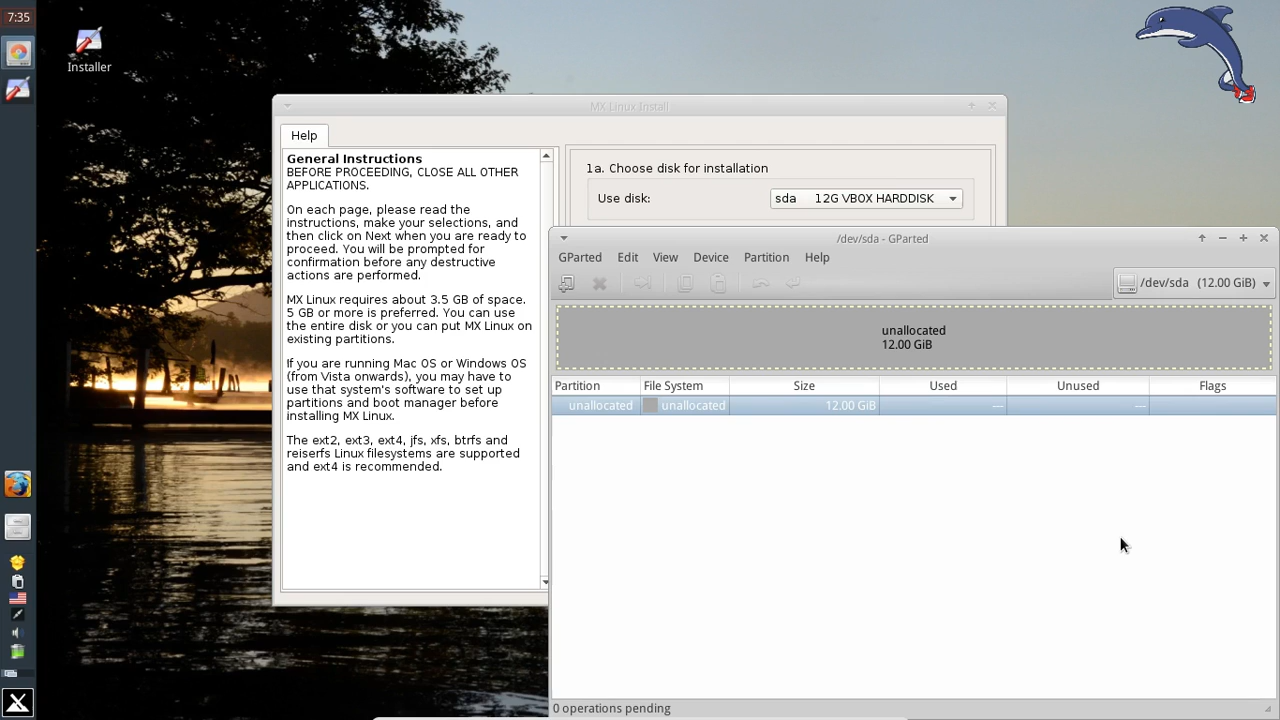 7:35
Installer
MX Linux Install
Help
General Instructions
BEFORE PROCEEDING, CLOSE ALL OTHER
APPLICATIONS.
On each page, please read the
instructions, make your selections, and
then click on Next when you are ready to
proceed. You will be prompted for
confirmation before any destructive
actions are performed.
MX Linux requires about 3.5 GB of space.
5 GB or more is preferred. You can use
the entire disk or you can put MX Linux on
existing partitions.
If you are running Mac OS or Windows OS
(from Vista onwards), you may have to
use that system's software to set up
partitions and boot manager before
installing MX Linux.
The ext2, ext3, ext4, jfs, xfs, btrfs and
reiserfs Linux filesystems are supported
and ext4 is recommended.
1a. Choose disk for installation
Use disk: sda 12G VBOX HARDDISK
/dev/sda - GParted
GParted Edit View Device Partition Help
/dev/sda (12.00 GiB)
unallocated
12.00 GiB
Partition File System Size Used Unused Flags
unallocated unallocated 12.00 GiB --- ---
0 operations pending